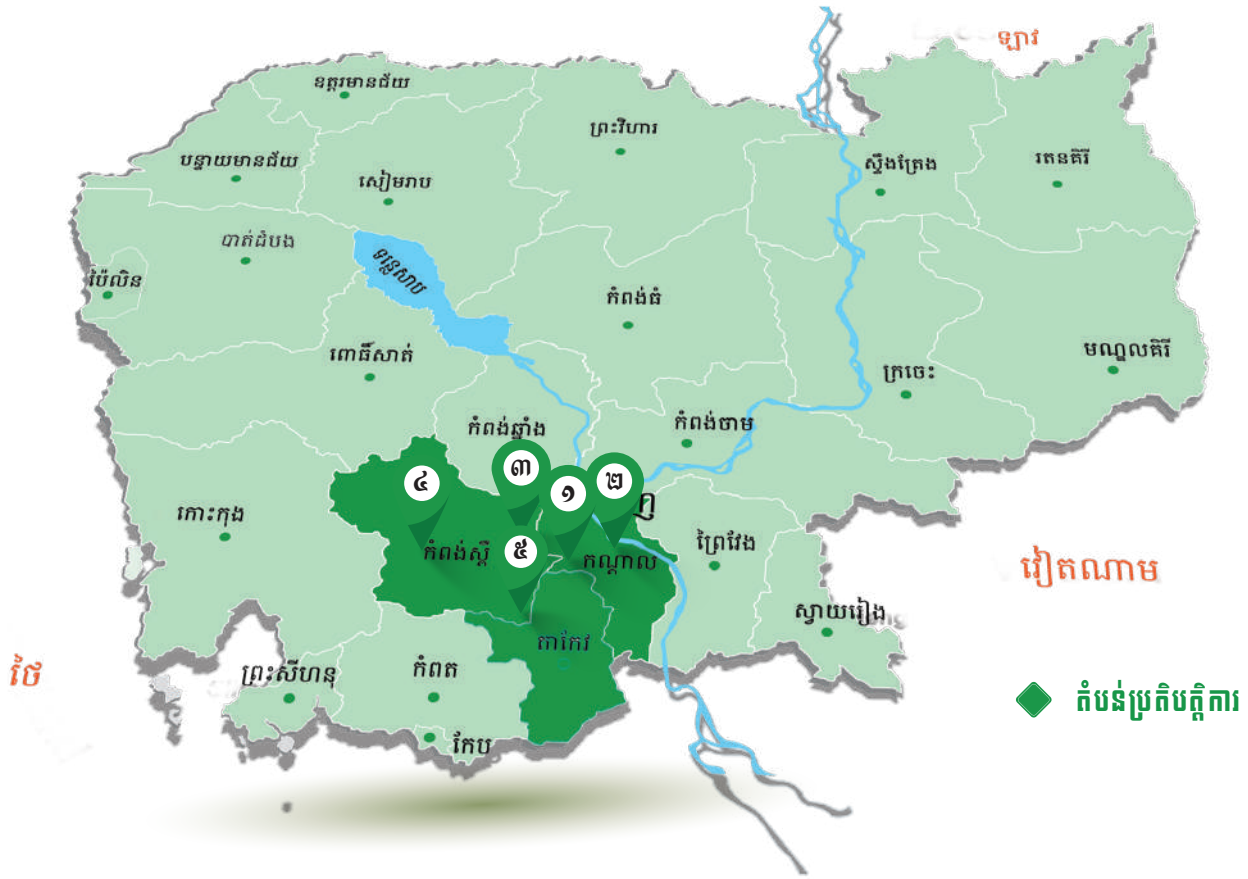 ឡាវ
ឧត្តរមានជ័យ
ព្រះវិហារ
បន្ទាយមានជ័យ
ស្ទឹងត្រែង
រតនគិរី
សៀមរាប
បាត់ដំបង
ទន្លេសាប
ប៉ៃលិន
កំពង់ធំ
ពោធិ៍សាត់
មណ្ឌលគិរី
ក្រចេះ
កំពង់ឆ្នាំង
កំពង់ចាម
៣
៤
១
២
ញ
កោះកុង
កំពង់ស្ពឺ
៥
កណ្តាល
ព្រៃវែង
វៀតណាម
ស្វាយរៀង
តាកែវ
ថៃ
ព្រះសីហនុ
កំពត
តំបន់ប្រតិបត្តិការ
កែប